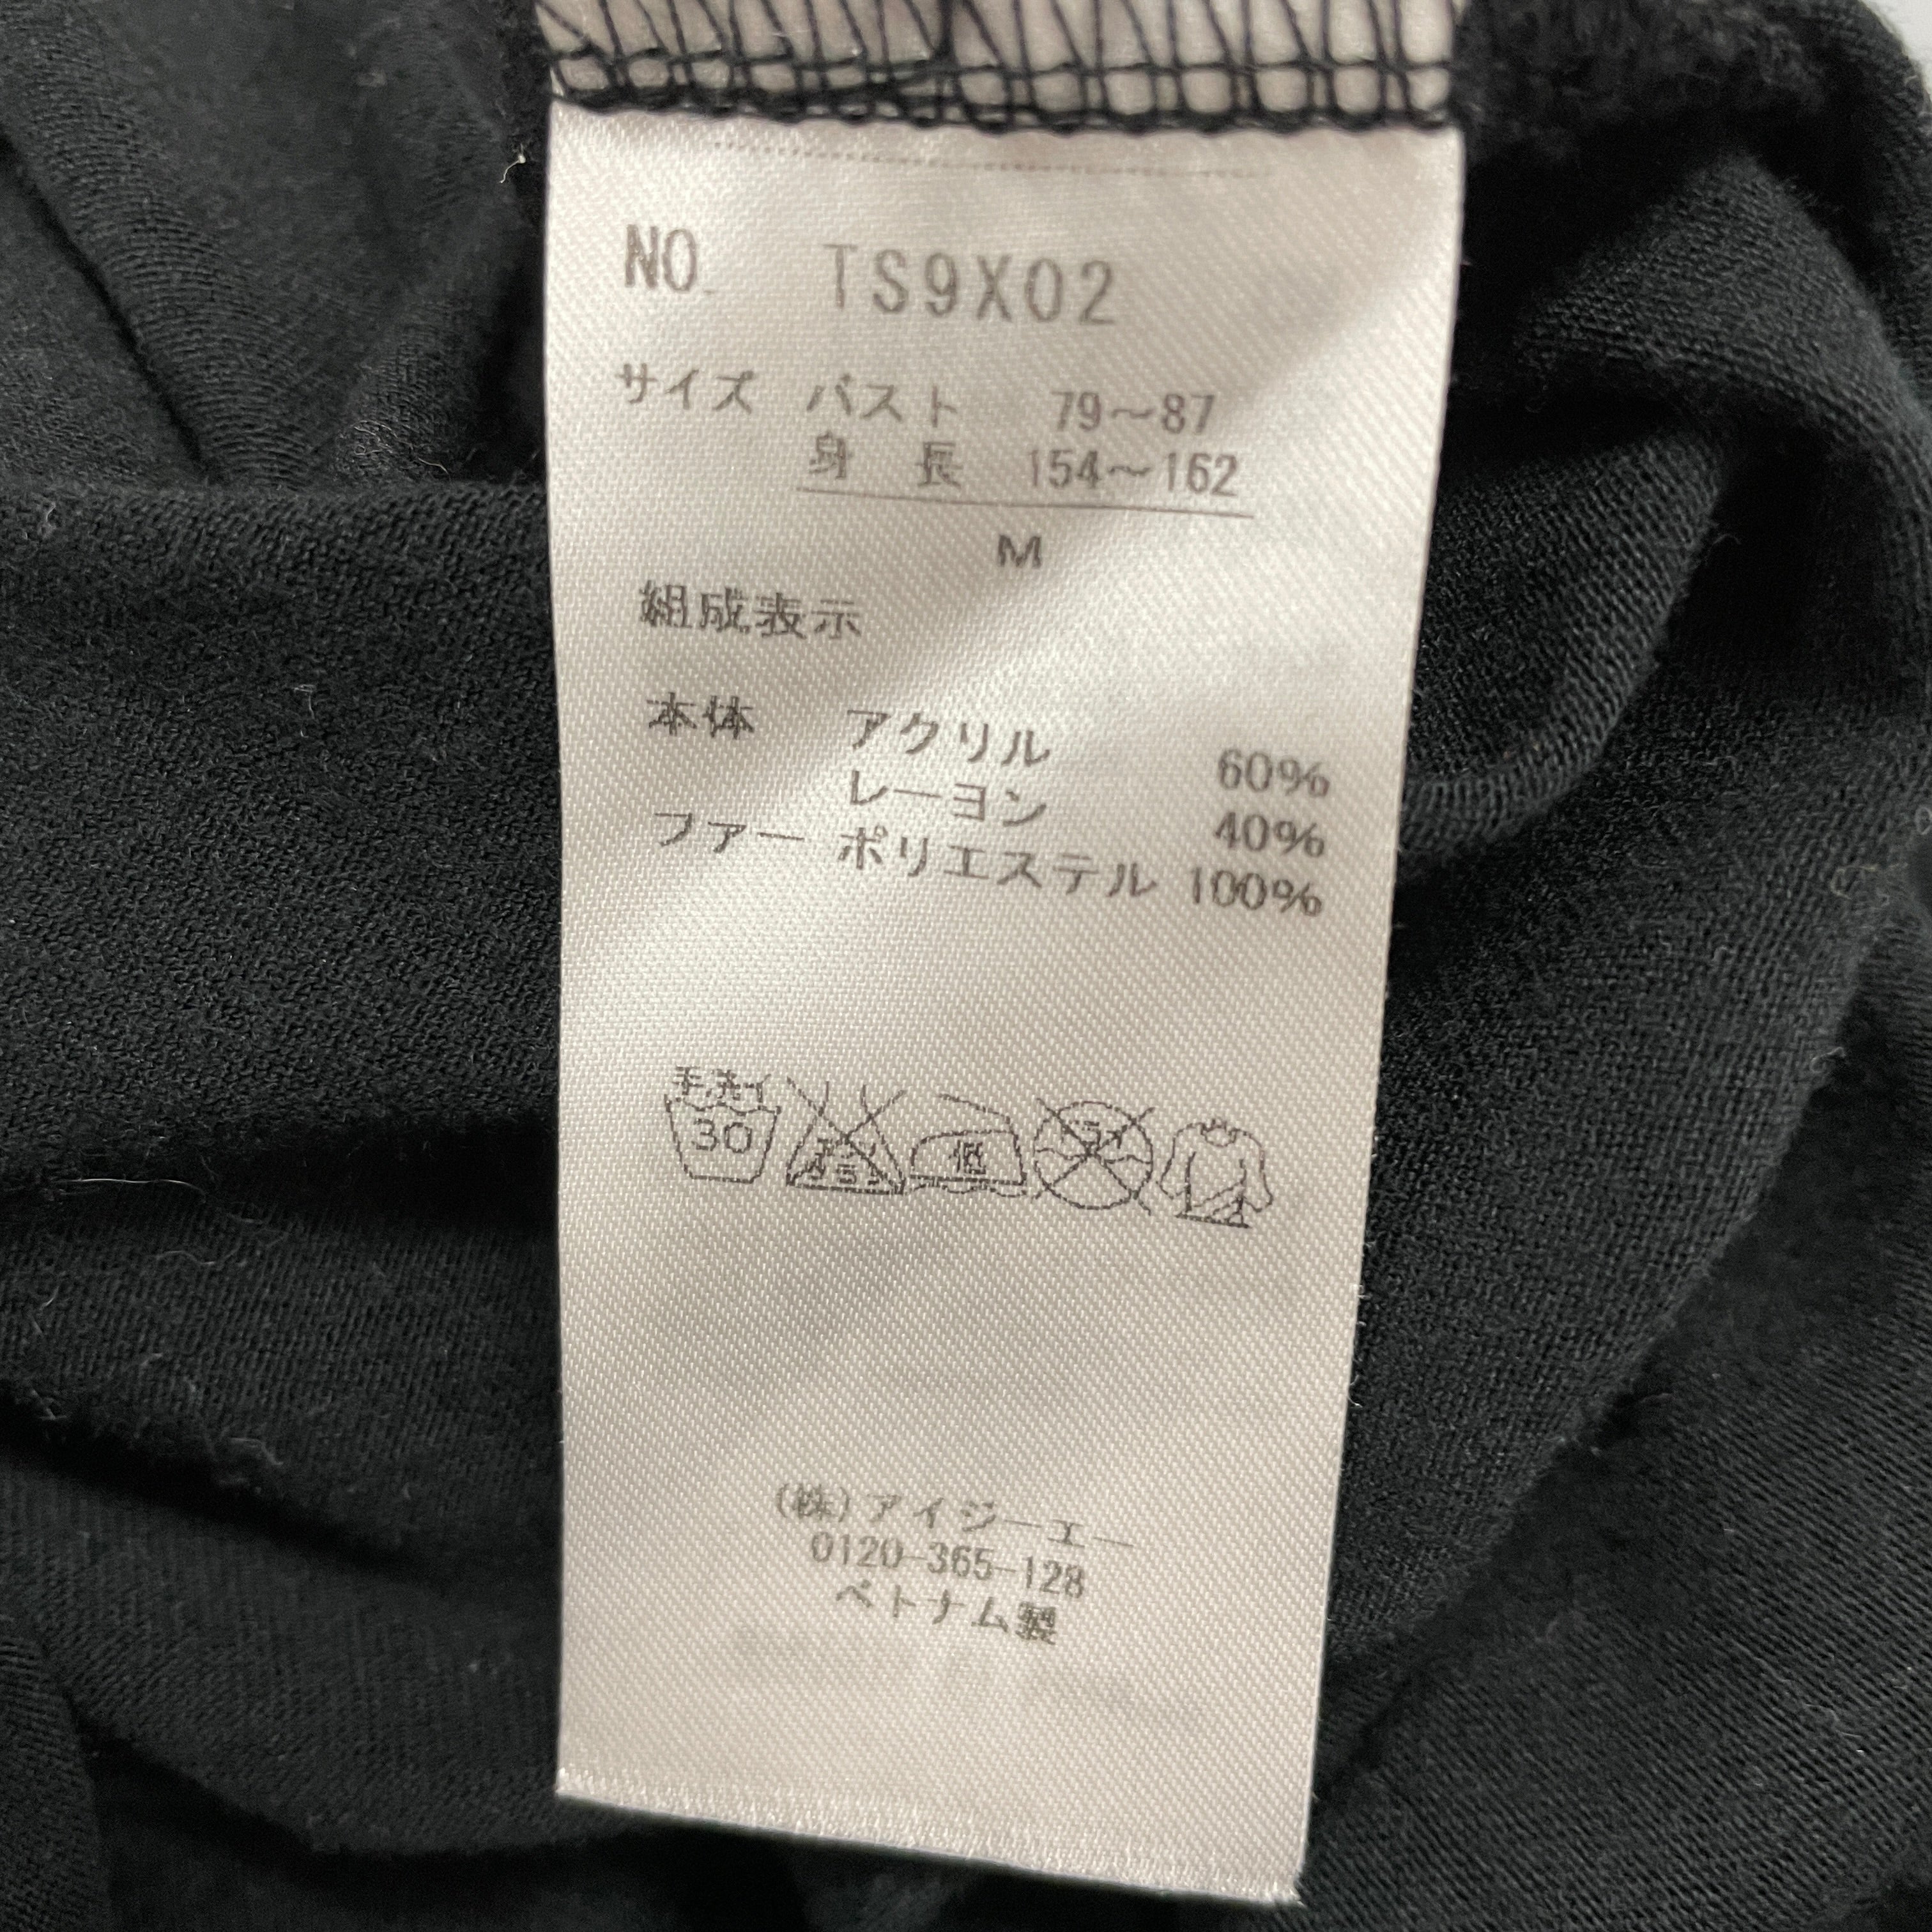 NO. TS9X02
サイズ バスト 79～87
身 長 154～162
M
組成表示
本体 アクリル 60%
レーヨン 40%
ファー ポリエステル 100%
手洗イ
30
低
(株)アイジーエー
0120-365-128
ベトナム製